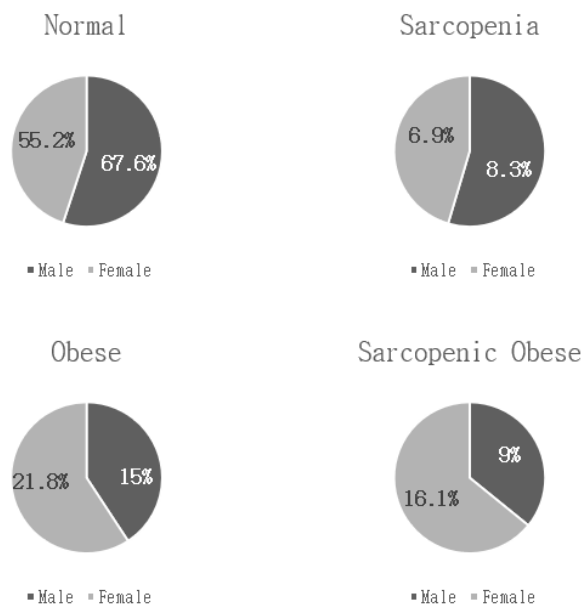 Normal
55.2%
67.6%
Male Female
Sarcopenia
6.9%
8.3%
Male Female
Obese
21.8%
15%
Male Female
Sarcopenic Obese
9%
16.1%
Male Female